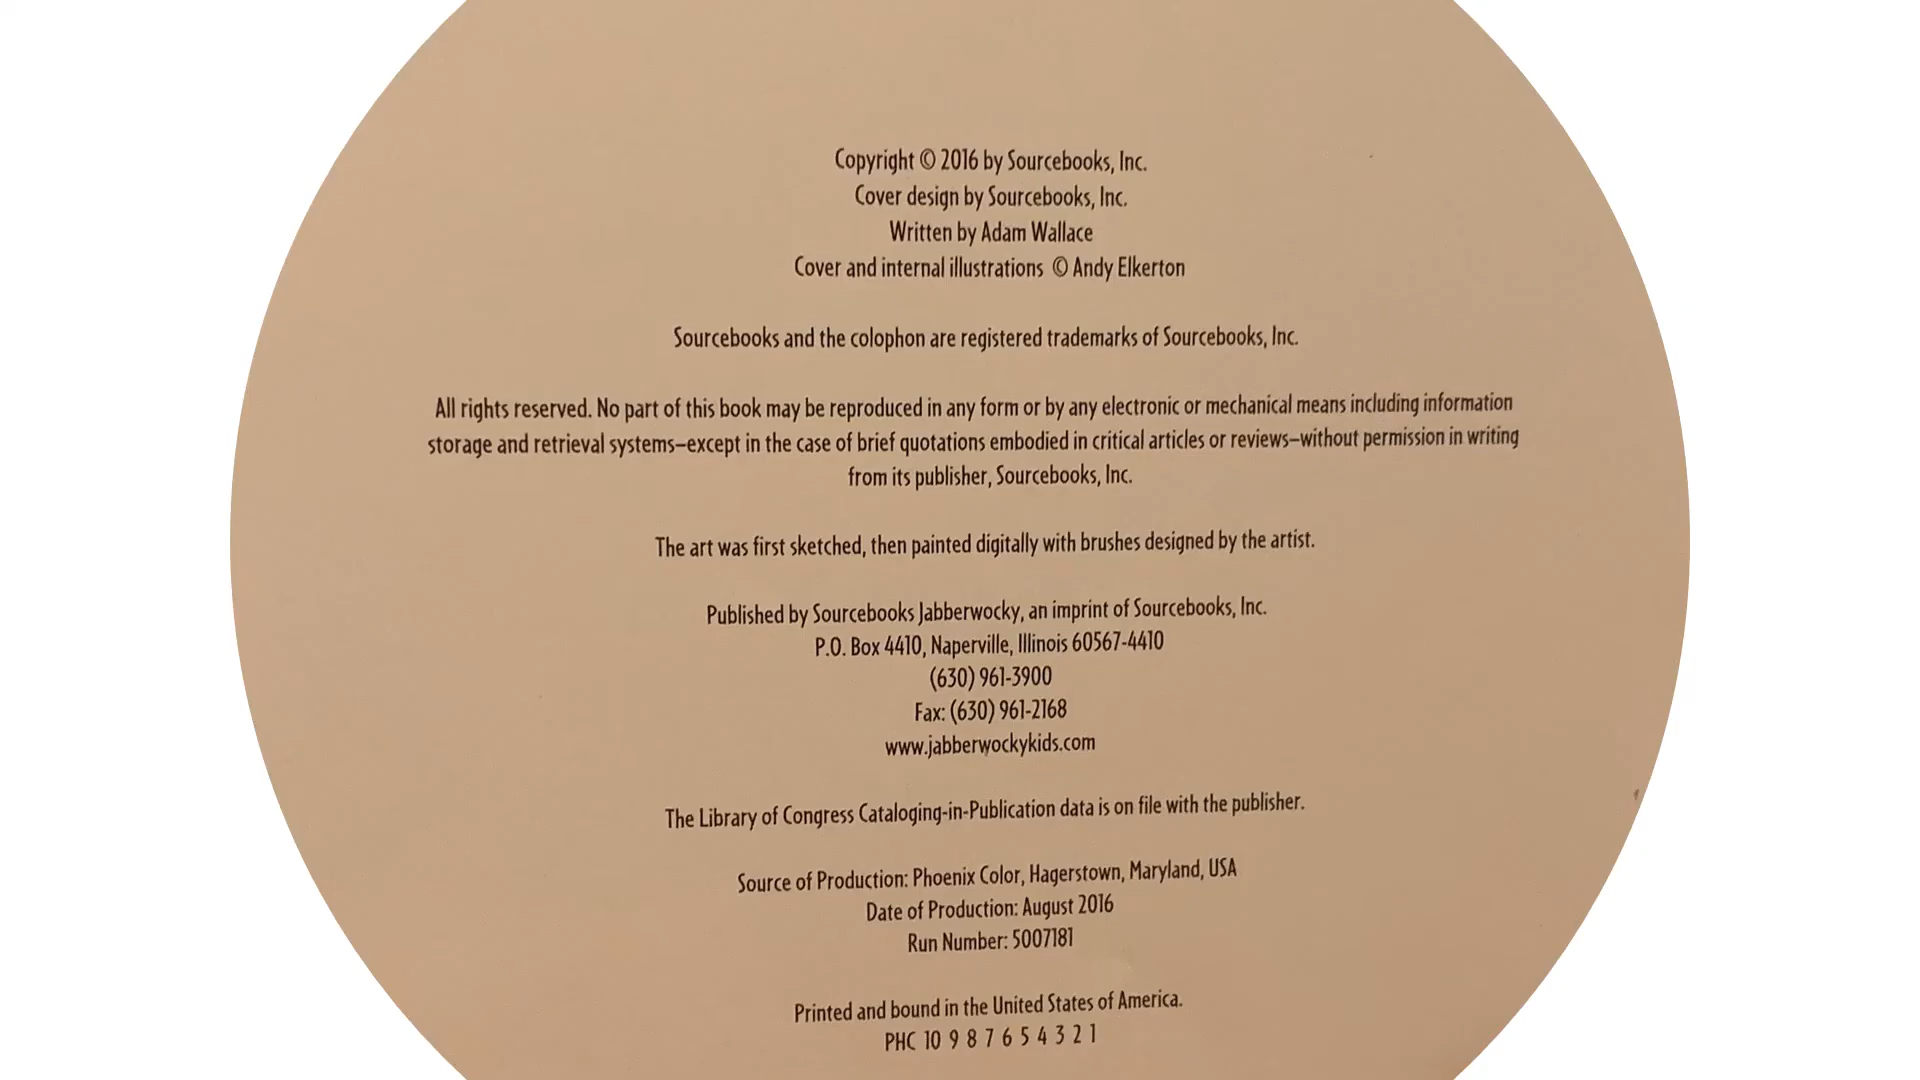 Copyright © 2016 by Sourcebooks, Inc.
Cover design by Sourcebooks, Inc.
Written by Adam Wallace
Cover and internal illustrations © Andy Elkerton
Sourcebooks and the colophon are registered trademarks of Sourcebooks, Inc.
All rights reserved. No part of this book may be reproduced in any form or by any electronic or mechanical means including information
storage and retrieval systems—except in the case of brief quotations embodied in critical articles or reviews—without permission in writing
from its publisher, Sourcebooks, Inc.
The art was first sketched, then painted digitally with brushes designed by the artist.
Published by Sourcebooks Jabberwocky, an imprint of Sourcebooks, Inc.
P.O. Box 4410, Naperville, Illinois 60567-4410
(630) 961-3900
Fax: (630) 961-2168
www.jabberwockykids.com
The Library of Congress Cataloging-in-Publication data is on file with the publisher.
Source of Production: Phoenix Color, Hagerstown, Maryland, USA
Date of Production: August 2016
Run Number: 5007181
Printed and bound in the United States of America.
PHC 10 9 8 7 6 5 4 3 2 1